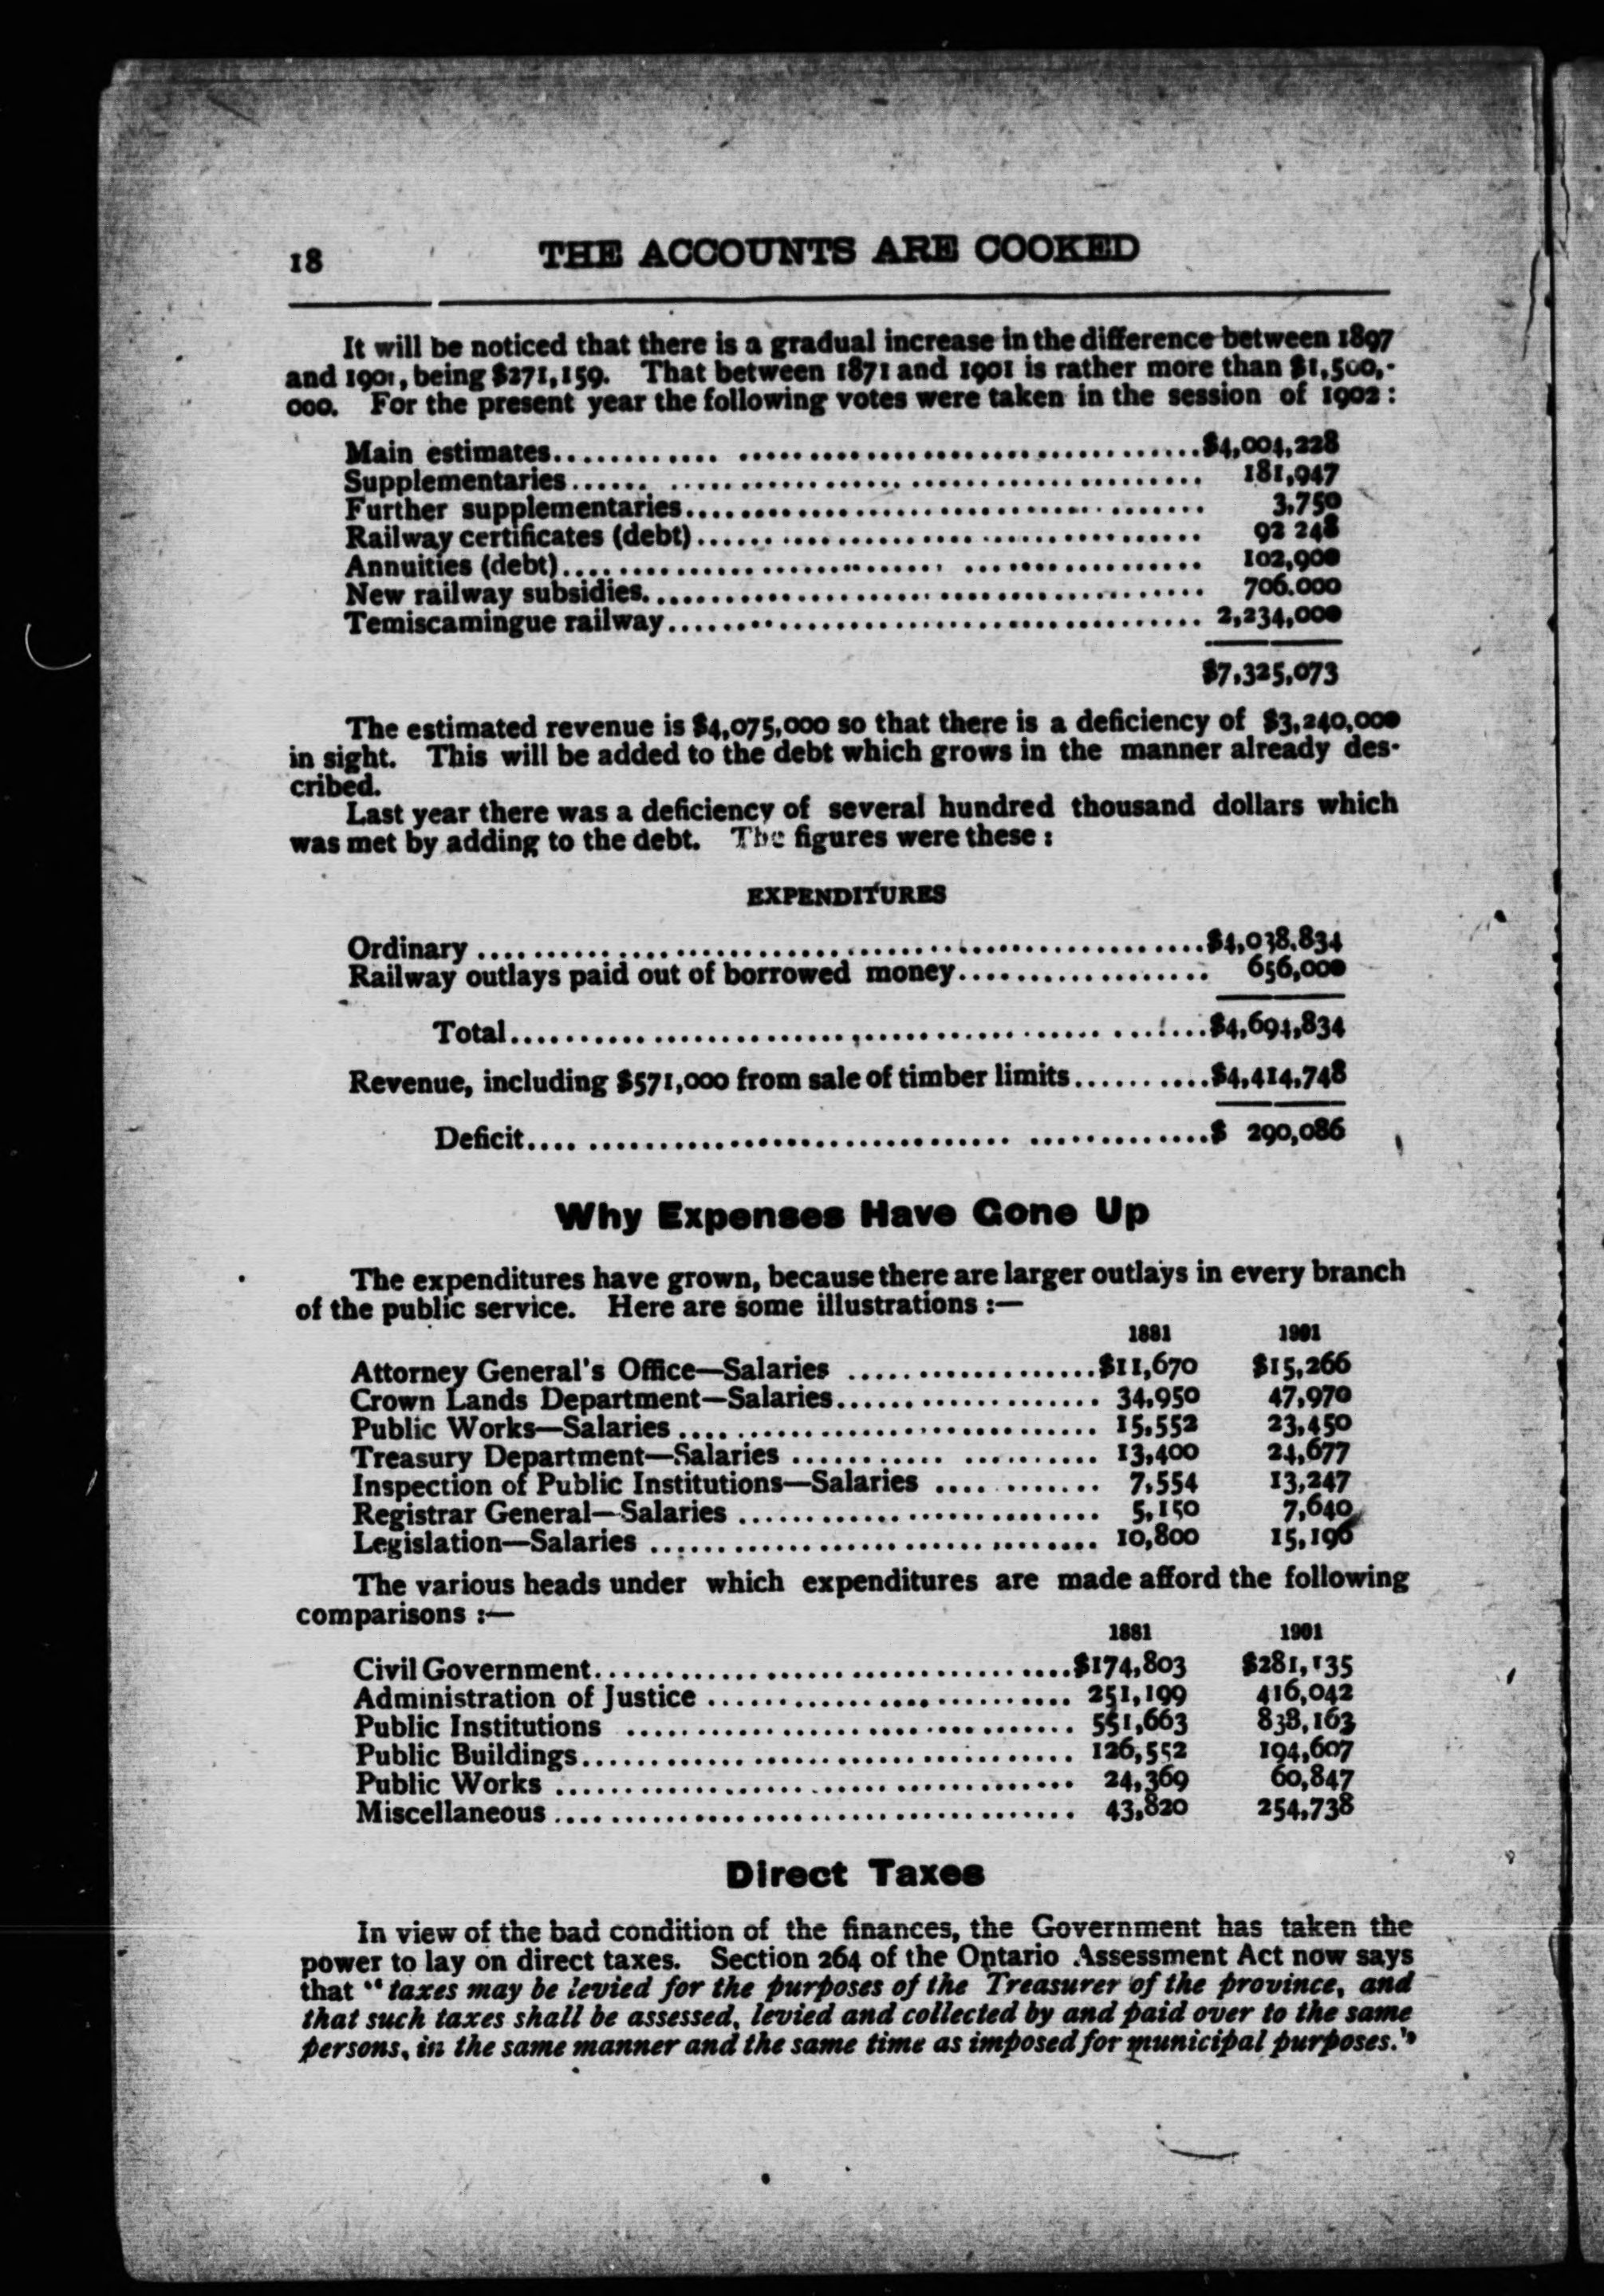 18 THE ACCOUNTS ARE COOKED
It will be noticed that there is a gradual increase in the difference between 1897
and 1901, being $271,159. That between 1871 and 1901 is rather more than $1,500,-
000. For the present year the following votes were taken in the session of 1902:
Main estimates........................................$4,004,228
Supplementaries........................................ 181,947
Further supplementaries........................................ 3,750
Railway certificates (debt)........................................ 92 248
Annuities (debt)........................................ 102,900
New railway subsidies........................................ 706.000
Temiscamingue railway........................................ 2,234,000
$7,325,073
The estimated revenue is $4,075,000 so that there is a deficiency of $3,240,000
in sight. This will be added to the debt which grows in the manner already des-
cribed.
Last year there was a deficiency of several hundred thousand dollars which
was met by adding to the debt. The figures were these:
EXPENDITURES
Ordinary........................................$4,038,834
Railway outlays paid out of borrowed money.................. 656,000
Total........................................$4,694,834
Revenue, including $571,000 from sale of timber limits..........$4,414,748
Deficit........................................$ 290,086
Why Expenses Have Gone Up
The expenditures have grown, because there are larger outlays in every branch
of the public service. Here are some illustrations:—
1881 1901
Attorney General's Office—Salaries ..................$11,670 $15,266
Crown Lands Department—Salaries.................. 34,950 47,970
Public Works—Salaries.............................. 15,552 23,450
Treasury Department—Salaries ...................... 13,400 24,677
Inspection of Public Institutions—Salaries ............ 7,554 13,247
Registrar General—Salaries .......................... 5,150 7,640
Legislation—Salaries ................................ 10,800 15,196
The various heads under which expenditures are made afford the following
comparisons:—
1881 1901
Civil Government..................................$174,803 $281,135
Administration of Justice .......................... 251,199 416,042
Public Institutions ................................ 551,663 838,163
Public Buildings.................................... 126,552 194,607
Public Works ...................................... 24,369 60,847
Miscellaneous...................................... 43,820 254,738
Direct Taxes
In view of the bad condition of the finances, the Government has taken the
power to lay on direct taxes. Section 264 of the Ontario Assessment Act now says
that "taxes may be levied for the purposes of the Treasurer of the province, and
that such taxes shall be assessed, levied and collected by and paid over to the same
persons, in the same manner and the same time as imposed for municipal purposes."